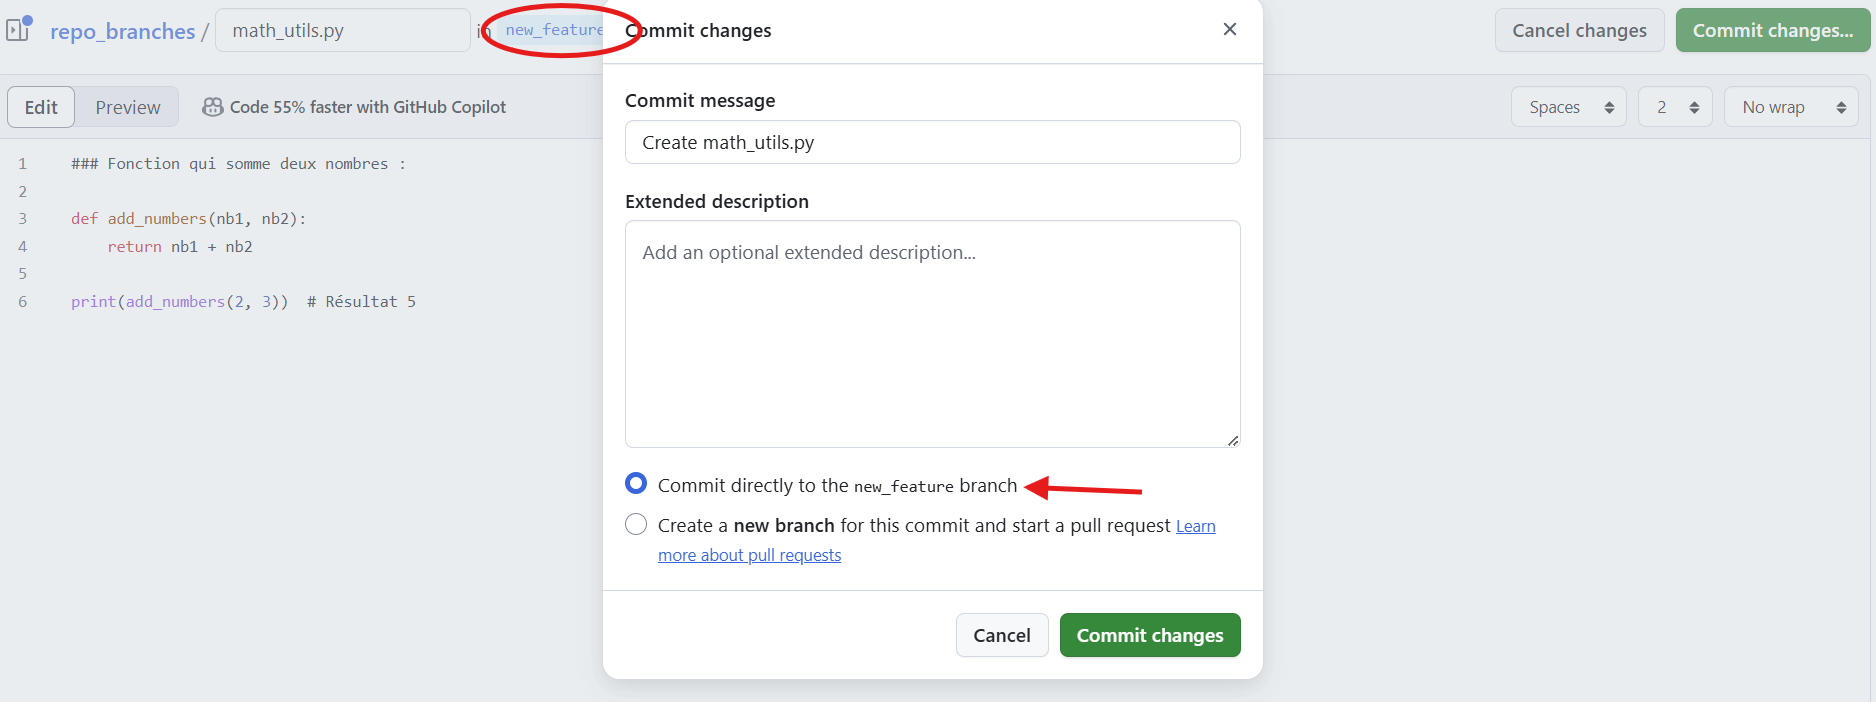 repo_branches / math_utils.py in new_feature
Cancel changes Commit changes...
Edit Preview Code 55% faster with GitHub Copilot
Spaces 2 No wrap
1 ### Fonction qui somme deux nombres :
2
3 def add_numbers(nb1, nb2):
4 return nb1 + nb2
5
6 print(add_numbers(2, 3)) # Résultat 5
Commit changes
Commit message
Create math_utils.py
Extended description
Add an optional extended description...
Commit directly to the new_feature branch
Create a new branch for this commit and start a pull request Learn
more about pull requests
Cancel Commit changes